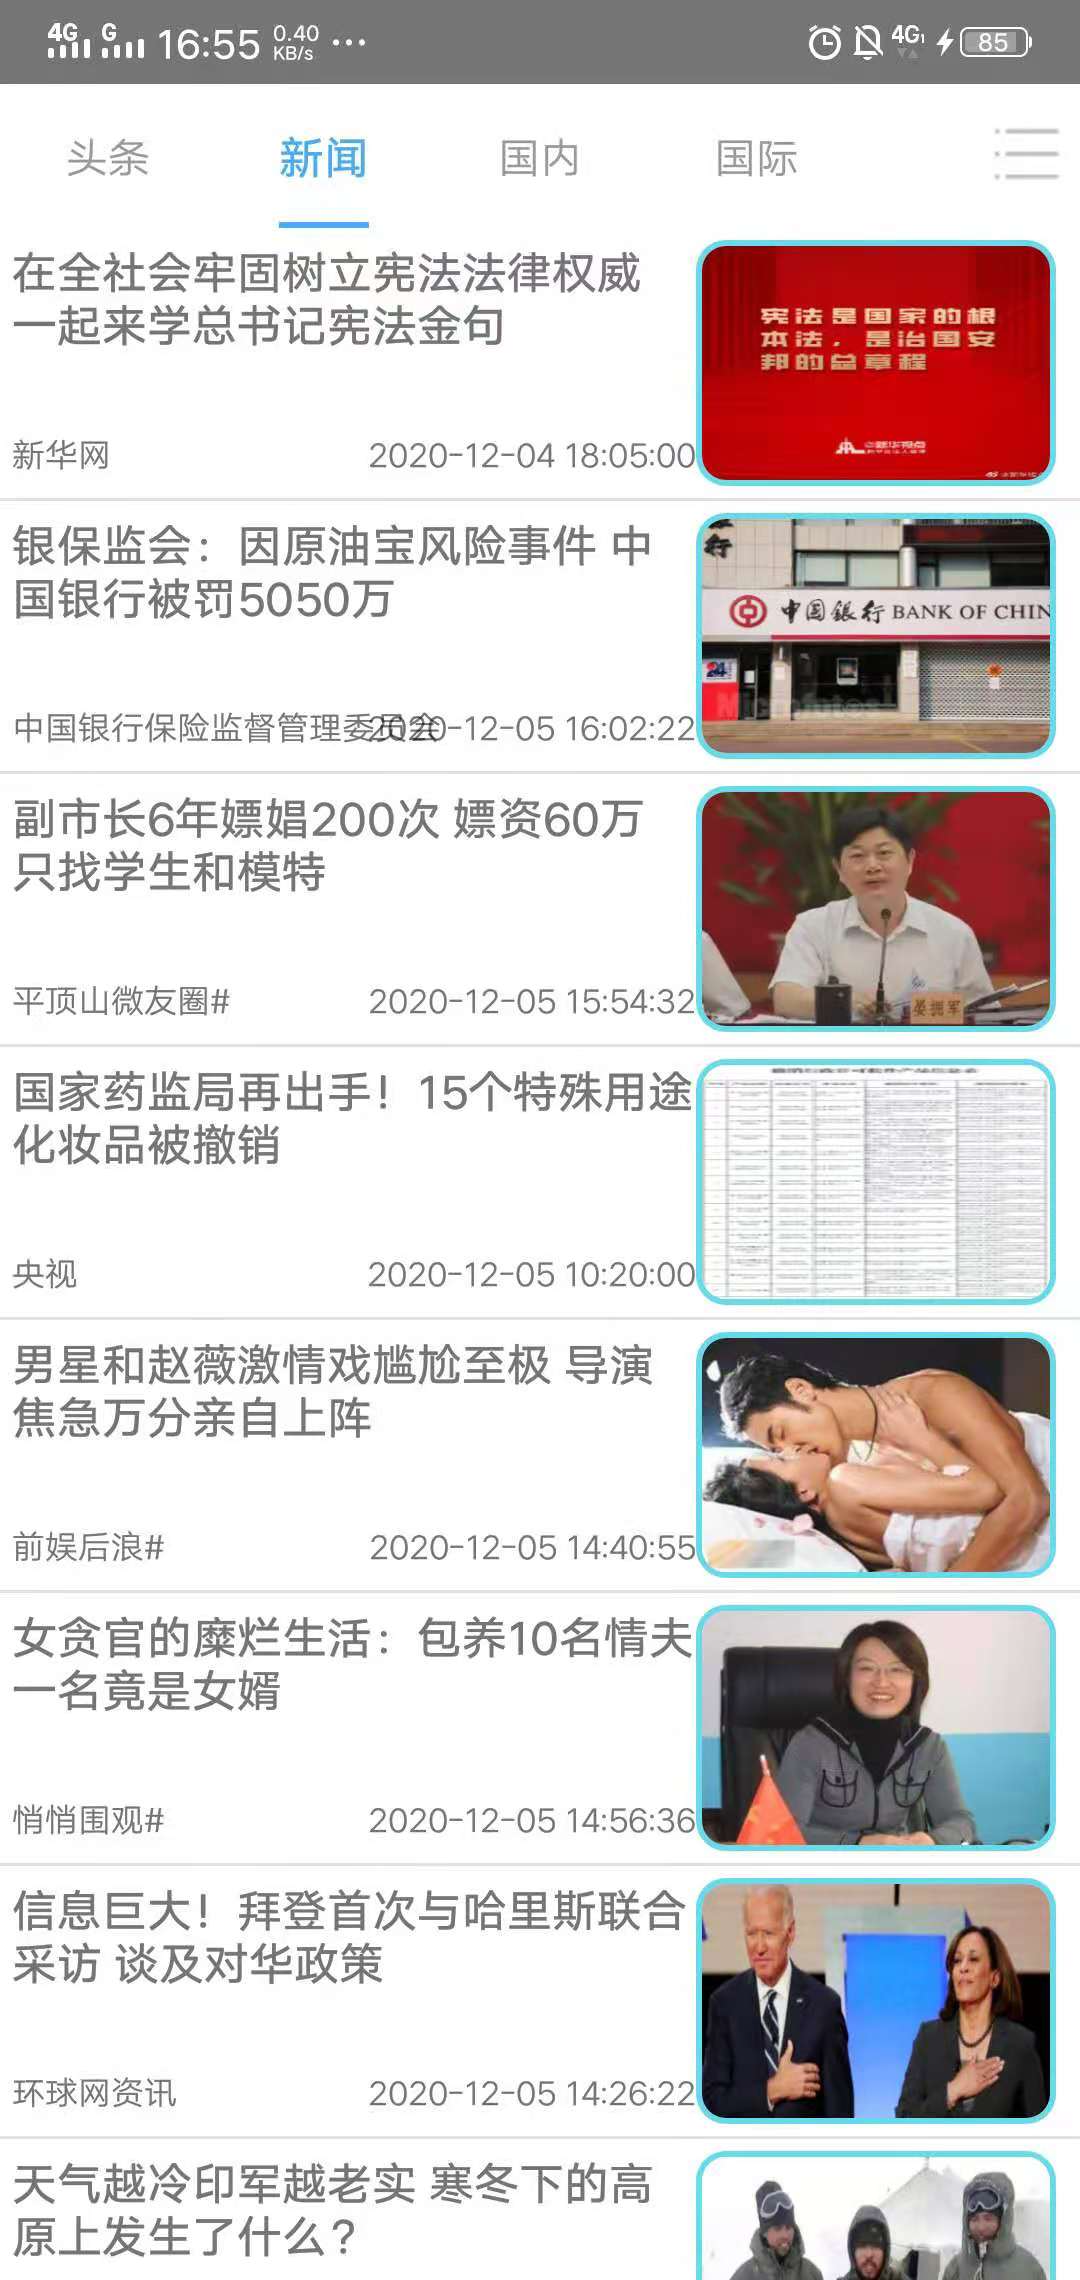 4G G 16:55 0.40 KB/s ... 4G1 85
头条 新闻 国内 国际
在全社会牢固树立宪法法律权威
一起来学总书记宪法金句
新华网 2020-12-04 18:05:00
宪法是国家的根
本法，是治国安
邦的总章程
银保监会：因原油宝风险事件 中
国银行被罚5050万
中国银行保险监督管理委员会 2020-12-05 16:02:22
中国银行 BANK OF CHIN
24
副市长6年嫖娼200次 嫖资60万
只找学生和模特
平顶山微友圈# 2020-12-05 15:54:32
晏拥军
国家药监局再出手！15个特殊用途
化妆品被撤销
央视 2020-12-05 10:20:00
男星和赵薇激情戏尴尬至极 导演
焦急万分亲自上阵
前娱后浪# 2020-12-05 14:40:55
女贪官的糜烂生活：包养10名情夫
一名竟是女婿
悄悄围观# 2020-12-05 14:56:36
信息巨大！拜登首次与哈里斯联合
采访 谈及对华政策
环球网资讯 2020-12-05 14:26:22
天气越冷印军越老实 寒冬下的高
原上发生了什么？